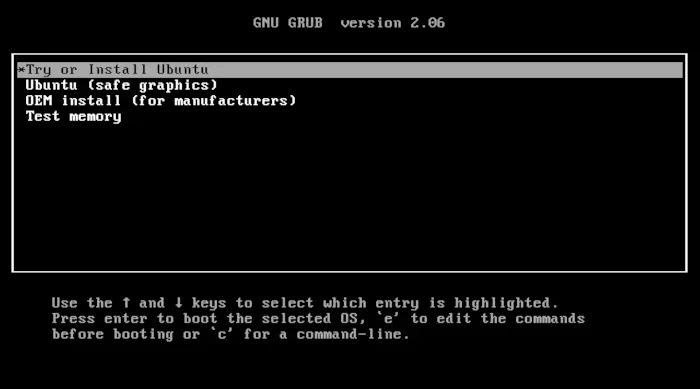 GNU GRUB  version 2.06
*Try or Install Ubuntu
Ubuntu (safe graphics)
OEM install (for manufacturers)
Test memory
Use the ↑ and ↓ keys to select which entry is highlighted.
Press enter to boot the selected OS, `e' to edit the commands
before booting or `c' for a command-line.